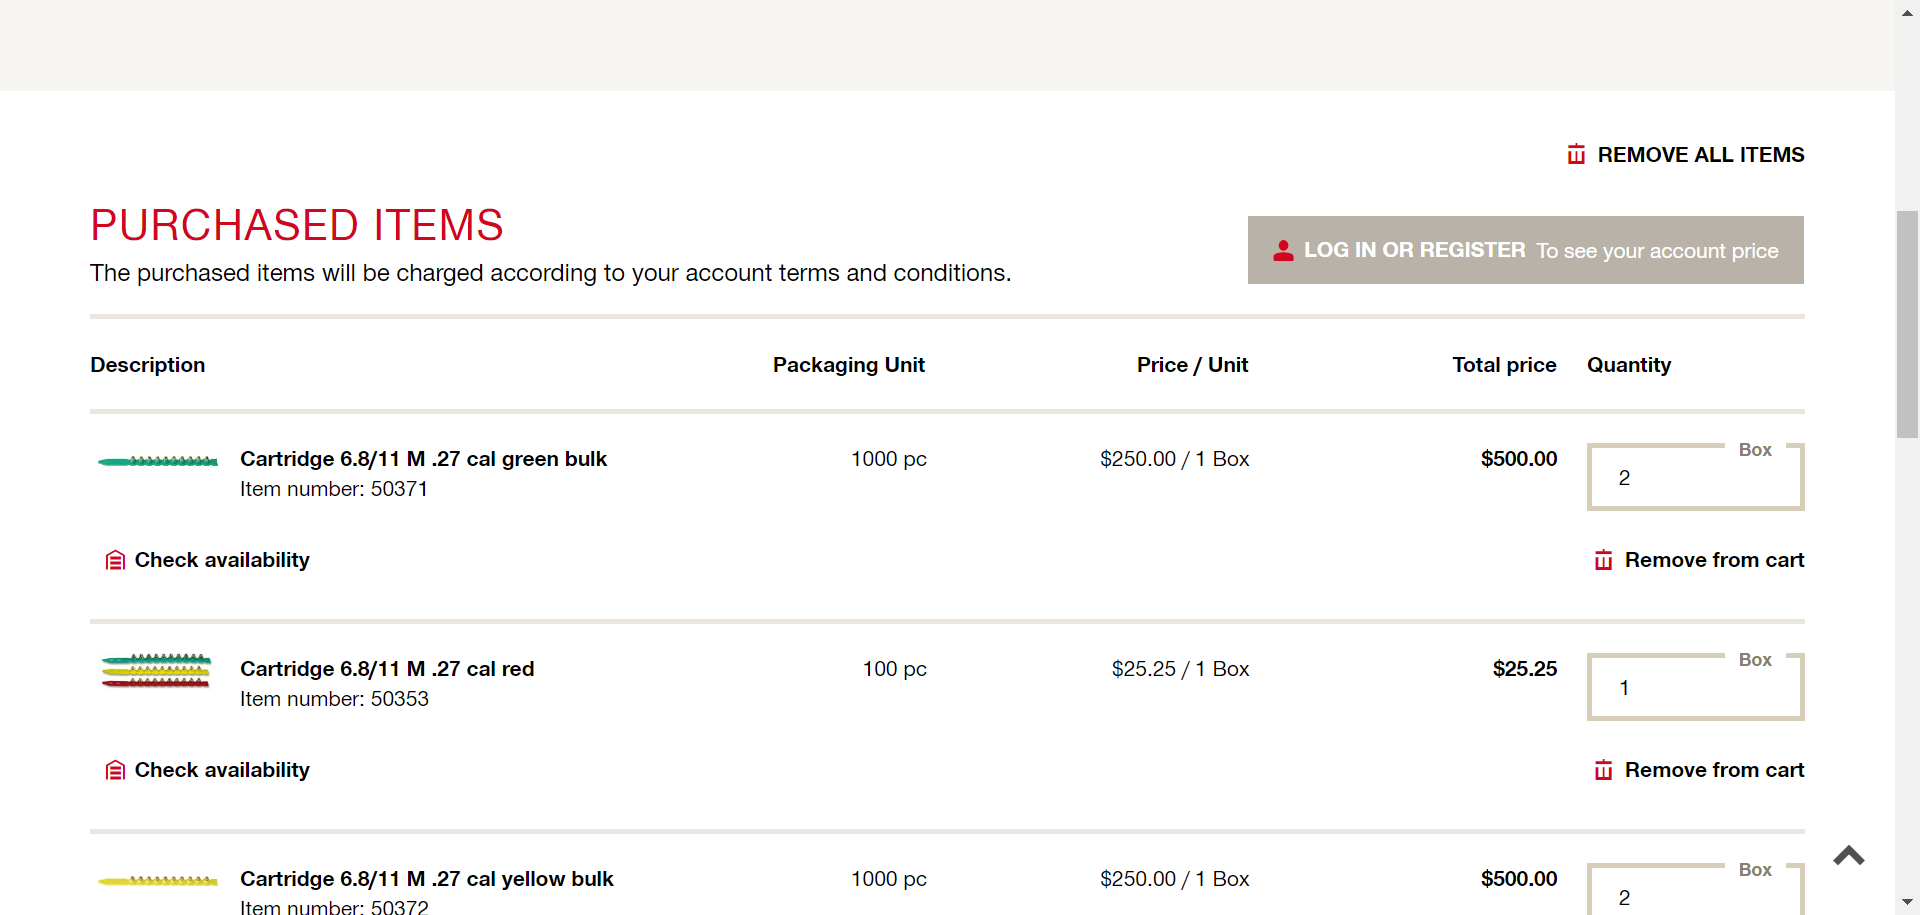 REMOVE ALL ITEMS
PURCHASED ITEMS
LOG IN OR REGISTER To see your account price
The purchased items will be charged according to your account terms and conditions.
Description Packaging Unit Price / Unit Total price Quantity
Box
Cartridge 6.8/11 M .27 cal green bulk 1000 pc $250.00 / 1 Box $500.00
2
Item number: 50371
Check availability Remove from cart
Box
Cartridge 6.8/11 M .27 cal red 100 pc $25.25 / 1 Box $25.25
1
Item number: 50353
Check availability Remove from cart
Box
Cartridge 6.8/11 M .27 cal yellow bulk 1000 pc $250.00 / 1 Box $500.00
2
Item number: 50372